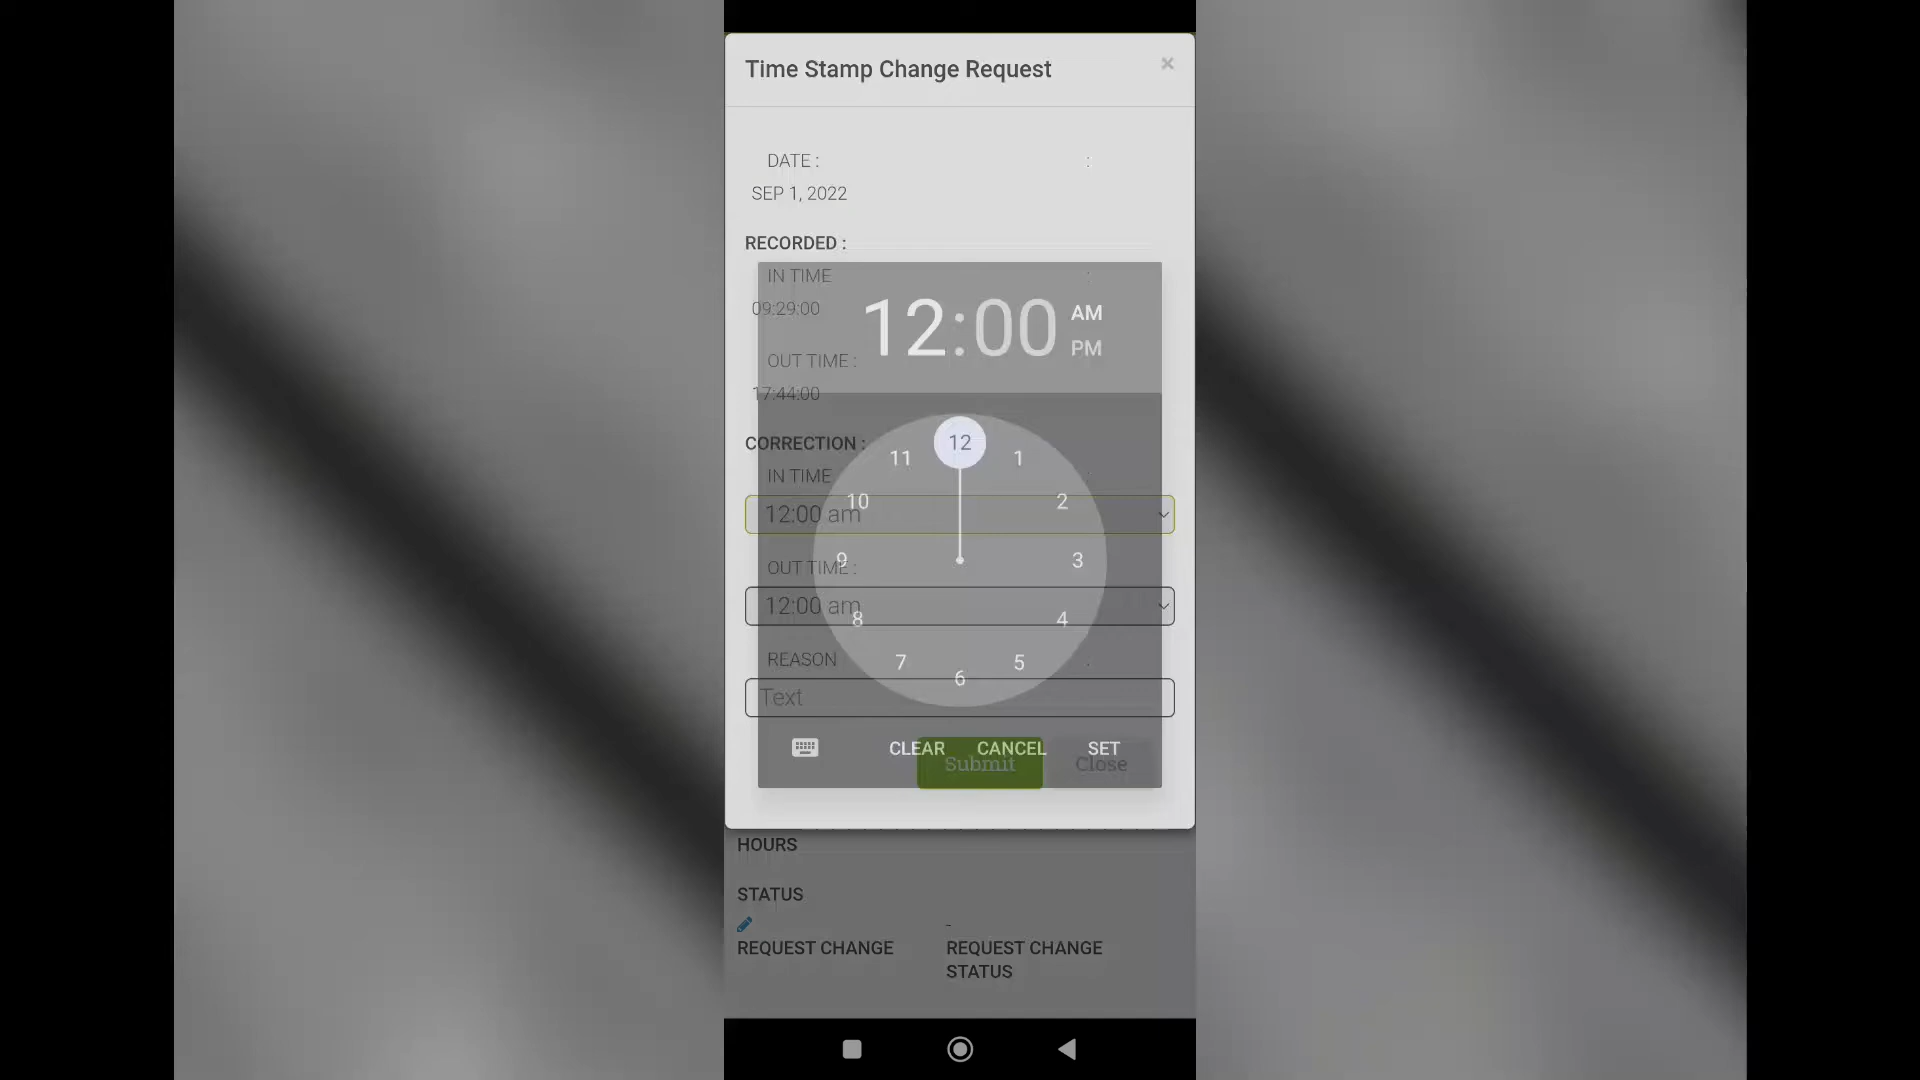 Time Stamp Change Request ×
DATE : :
SEP 1, 2022
RECORDED :
IN TIME :
09:29:00
12:00 AM
PM
OUT TIME :
17:44:00
CORRECTION :
12
11 1
IN TIME
10 2
12:00 am
9 3
OUT TIME :
12:00 am
8 4
REASON :
7 5
6
Text
CLEAR CANCEL SET
Submit Close
HOURS
STATUS
-
REQUEST CHANGE REQUEST CHANGE
STATUS